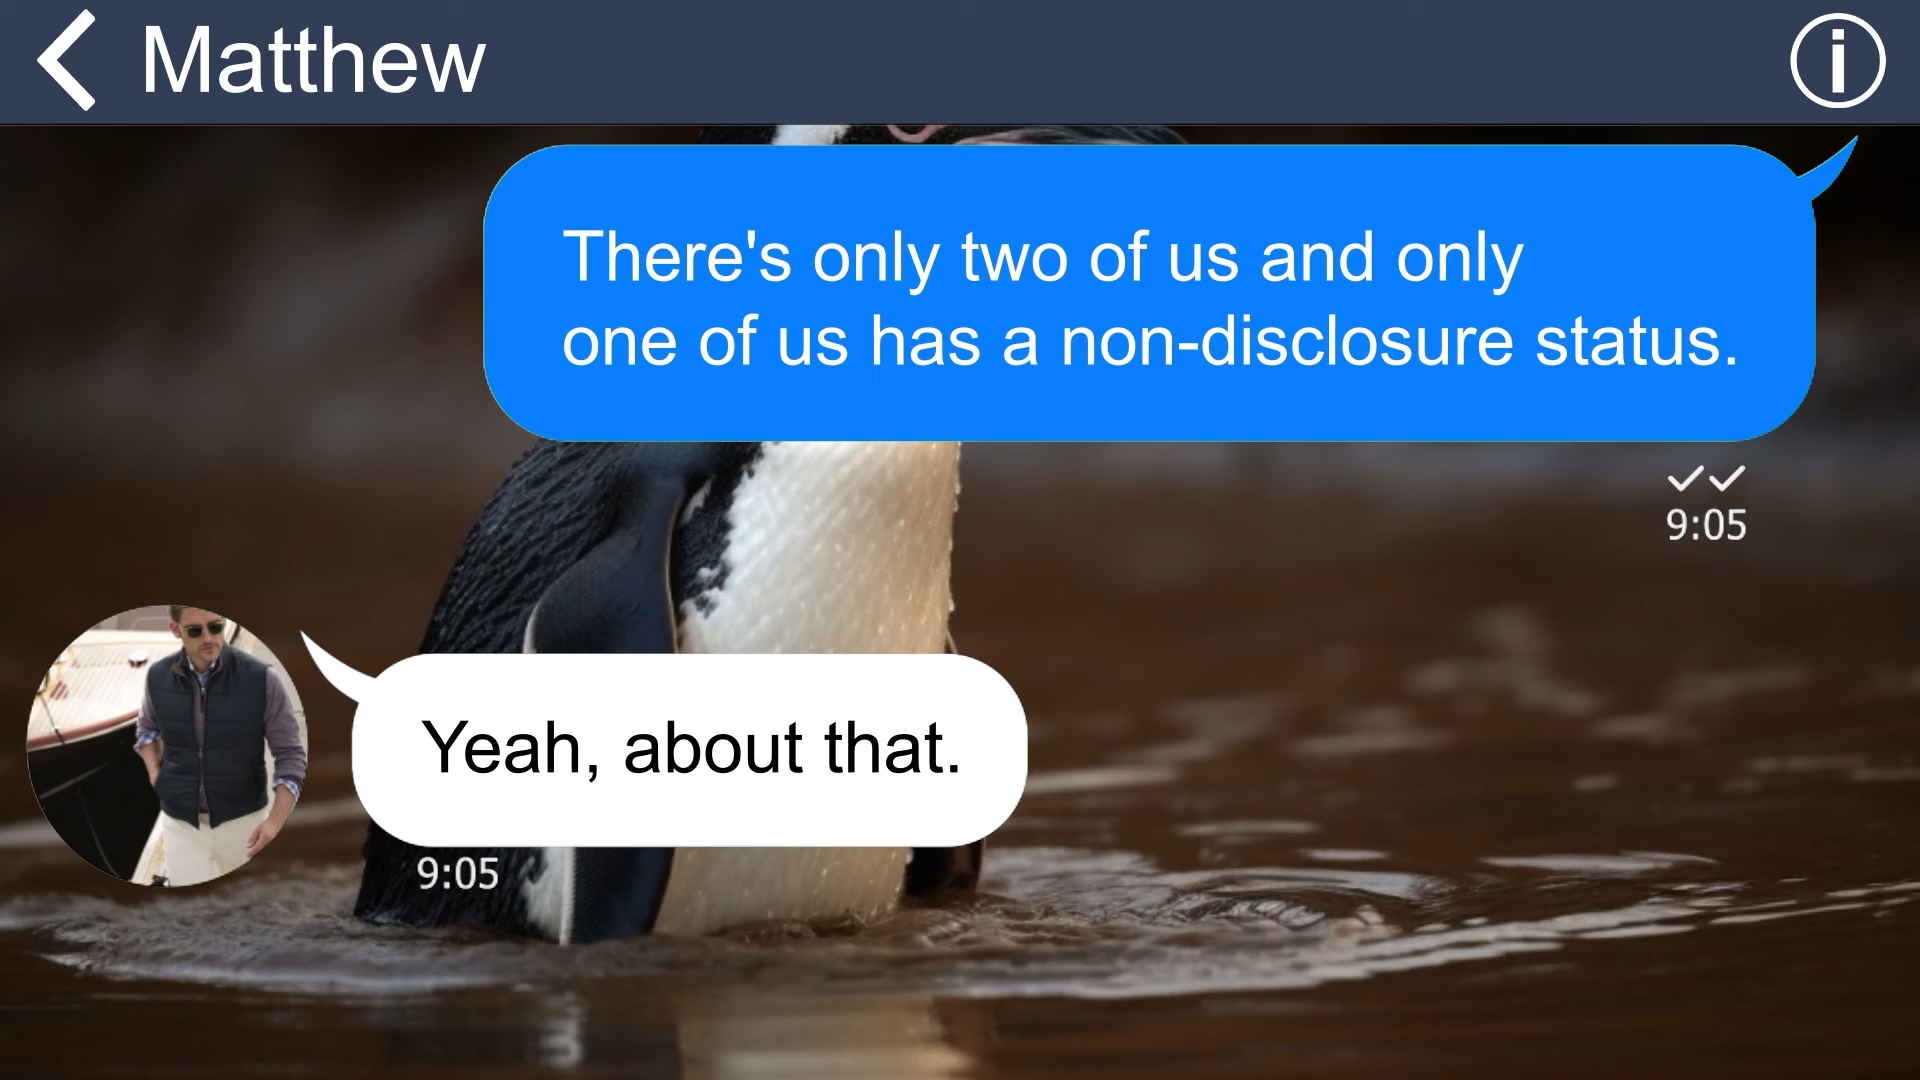 Matthew
There's only two of us and only
one of us has a non-disclosure status.
9:05
Yeah, about that.
9:05